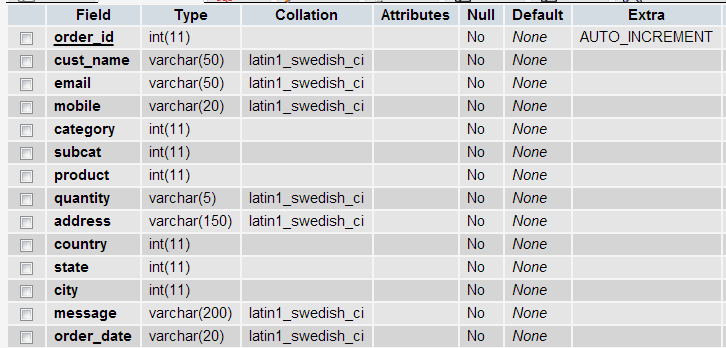 Field Type Collation Attributes Null Default Extra
order_id int(11) No None AUTO_INCREMENT
cust_name varchar(50) latin1_swedish_ci No None
email varchar(50) latin1_swedish_ci No None
mobile varchar(20) latin1_swedish_ci No None
category int(11) No None
subcat int(11) No None
product int(11) No None
quantity varchar(5) latin1_swedish_ci No None
address varchar(150) latin1_swedish_ci No None
country int(11) No None
state int(11) No None
city int(11) No None
message varchar(200) latin1_swedish_ci No None
order_date varchar(20) latin1_swedish_ci No None